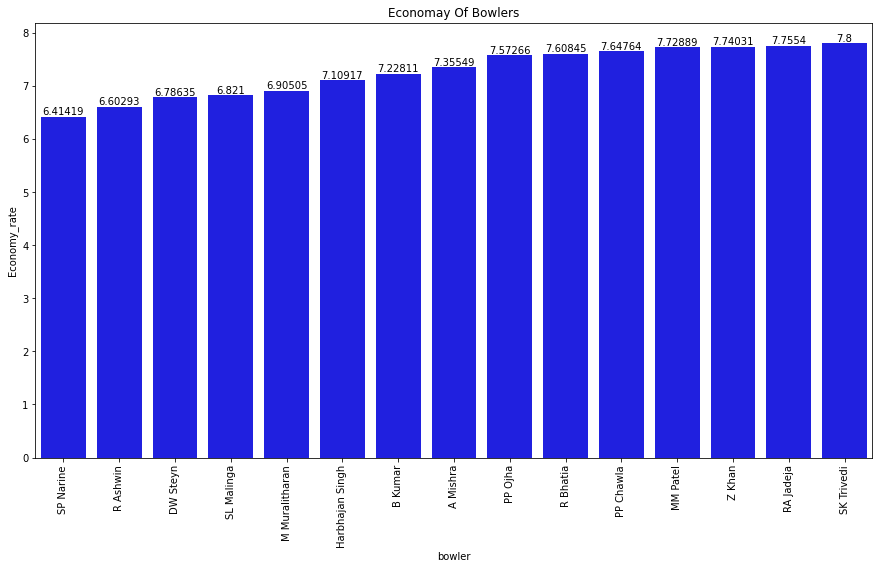 Economay Of Bowlers
Economy_rate
8
7
6
5
4
3
2
1
0
6.41419
6.60293
6.78635
6.821
6.90505
7.10917
7.22811
7.35549
7.57266
7.60845
7.64764
7.72889
7.74031
7.7554
7.8
SP Narine
R Ashwin
DW Steyn
SL Malinga
M Muralitharan
Harbhajan Singh
B Kumar
A Mishra
PP Ojha
R Bhatia
PP Chawla
MM Patel
Z Khan
RA Jadeja
SK Trivedi
bowler